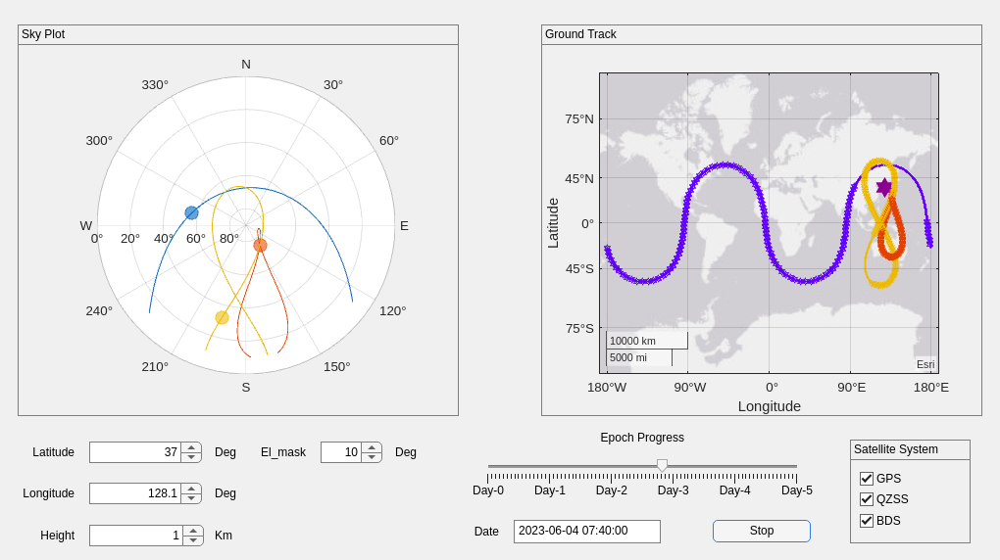 Sky Plot
N
330°
30°
300°
60°
W
E
0°
20°
40°
60°
80°
240°
120°
210°
150°
S
Ground Track
75°N
45°N
0°
45°S
75°S
Latitude
10000 km
5000 mi
Esri
180°W
90°W
0°
90°E
180°E
Longitude
Latitude 37 Deg El_mask 10 Deg
Longitude 128.1 Deg
Height 1 Km
Epoch Progress
Day-0 Day-1 Day-2 Day-3 Day-4 Day-5
Date 2023-06-04 07:40:00 Stop
Satellite System
GPS
QZSS
BDS